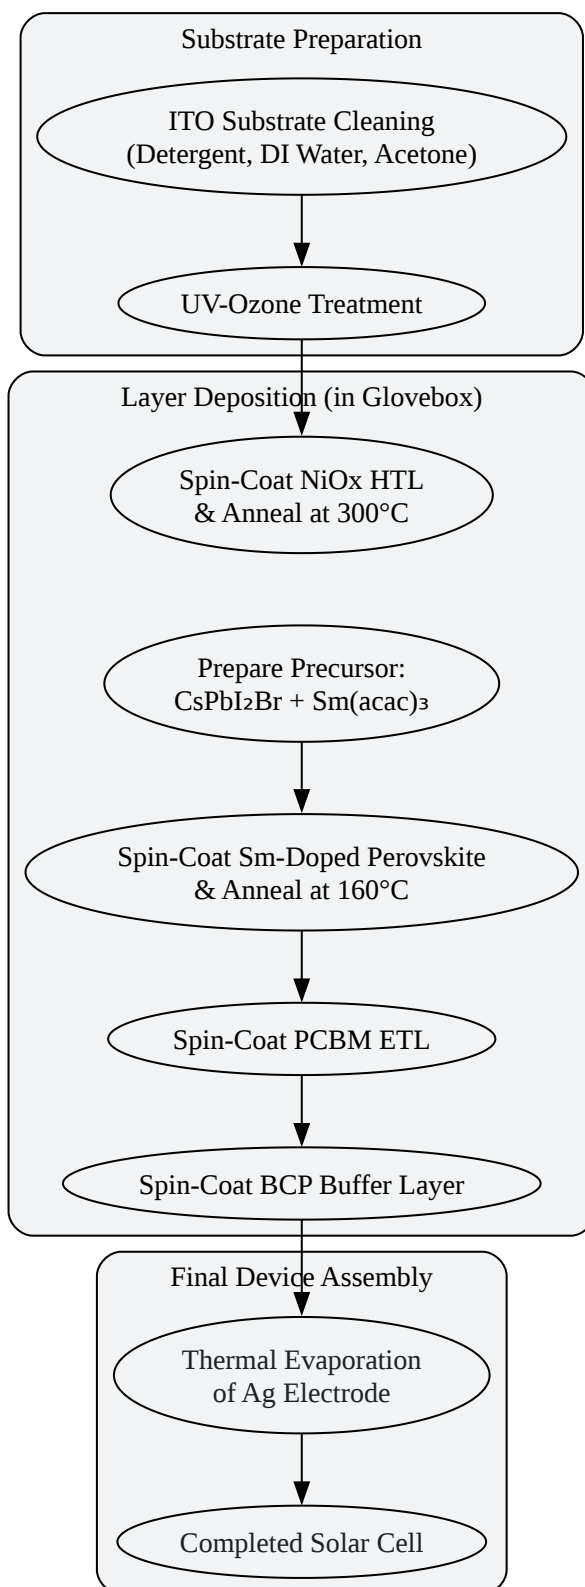 Substrate Preparation
ITO Substrate Cleaning
(Detergent, DI Water, Acetone)
UV-Ozone Treatment
Layer Deposition (in Glovebox)
Spin-Coat NiOx HTL
& Anneal at 300°C
Prepare Precursor:
CsPbI₂Br + Sm(acac)₃
Spin-Coat Sm-Doped Perovskite
& Anneal at 160°C
Spin-Coat PCBM ETL
Spin-Coat BCP Buffer Layer
Final Device Assembly
Thermal Evaporation
of Ag Electrode
Completed Solar Cell